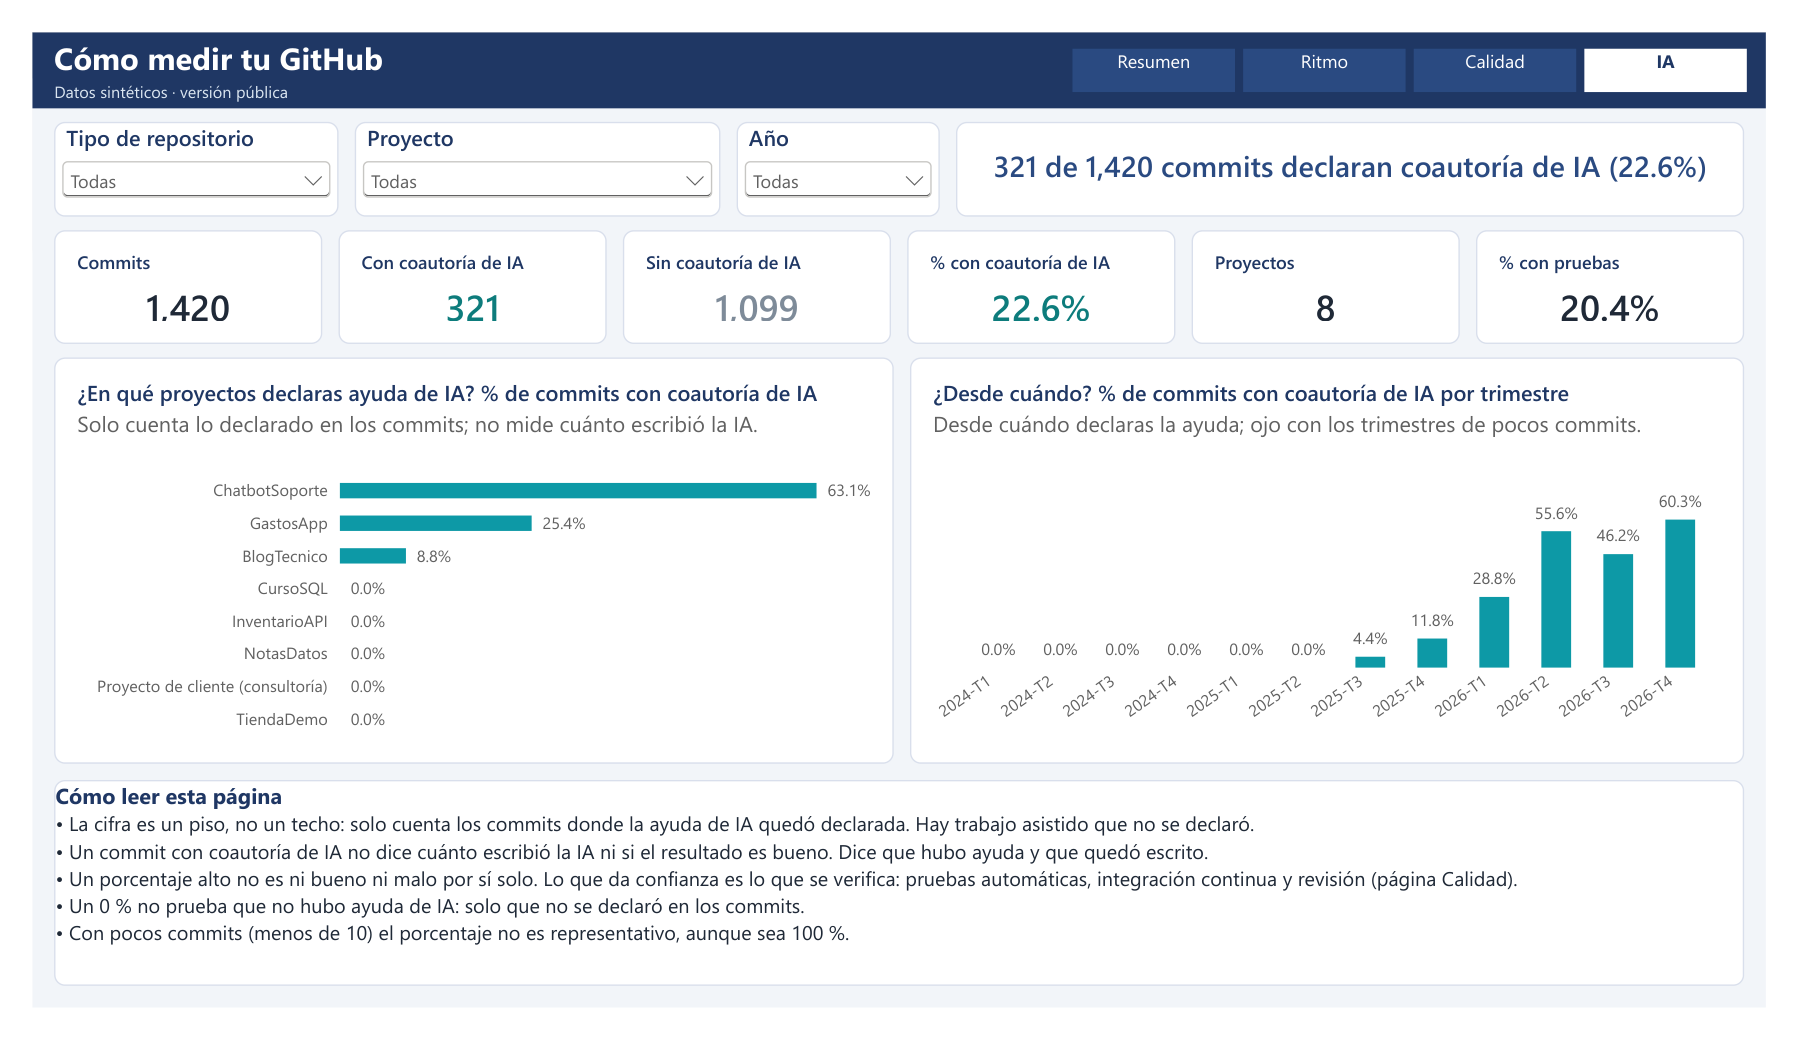 Cómo medir tu GitHub
Datos sintéticos · versión pública
Resumen
Ritmo
Calidad
IA
Tipo de repositorio
Todas
Proyecto
Todas
Año
Todas
321 de 1,420 commits declaran coautoría de IA (22.6%)
Commits
1,420
Con coautoría de IA
321
Sin coautoría de IA
1,099
% con coautoría de IA
22.6%
Proyectos
8
% con pruebas
20.4%
¿En qué proyectos declaras ayuda de IA? % de commits con coautoría de IA
Solo cuenta lo declarado en los commits; no mide cuánto escribió la IA.
ChatbotSoporte 63.1%
GastosApp 25.4%
BlogTecnico 8.8%
CursoSQL 0.0%
InventarioAPI 0.0%
NotasDatos 0.0%
Proyecto de cliente (consultoría) 0.0%
TiendaDemo 0.0%
¿Desde cuándo? % de commits con coautoría de IA por trimestre
Desde cuándo declaras la ayuda; ojo con los trimestres de pocos commits.
0.0% 0.0% 0.0% 0.0% 0.0% 0.0% 4.4% 11.8% 28.8% 55.6% 46.2% 60.3%
2024-T1 2024-T2 2024-T3 2024-T4 2025-T1 2025-T2 2025-T3 2025-T4 2026-T1 2026-T2 2026-T3 2026-T4
Cómo leer esta página
• La cifra es un piso, no un techo: solo cuenta los commits donde la ayuda de IA quedó declarada. Hay trabajo asistido que no se declaró.
• Un commit con coautoría de IA no dice cuánto escribió la IA ni si el resultado es bueno. Dice que hubo ayuda y que quedó escrito.
• Un porcentaje alto no es ni bueno ni malo por sí solo. Lo que da confianza es lo que se verifica: pruebas automáticas, integración continua y revisión (página Calidad).
• Un 0 % no prueba que no hubo ayuda de IA: solo que no se declaró en los commits.
• Con pocos commits (menos de 10) el porcentaje no es representativo, aunque sea 100 %.